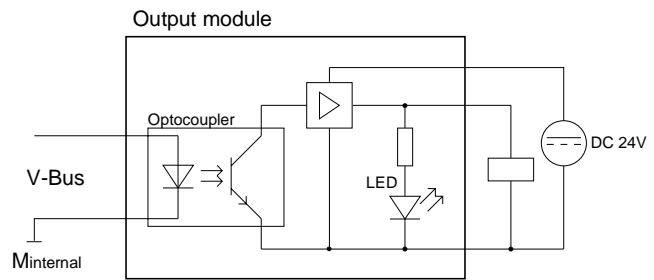 Output module
Optocoupler
DC 24V
V-Bus
LED
Minternal